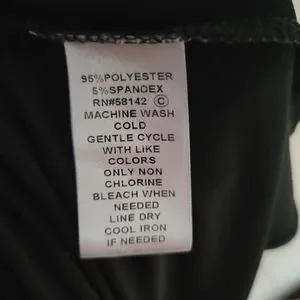 95%POLYESTER
5%SPANDEX
RN#58142 Ⓒ
MACHINE WASH
COLD
GENTLE CYCLE
WITH LIKE
COLORS
ONLY NON
CHLORINE
BLEACH WHEN
NEEDED
LINE DRY
COOL IRON
IF NEEDED